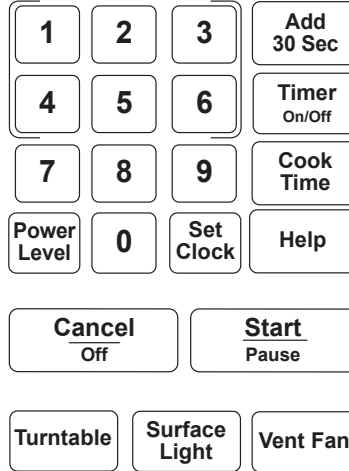 1 2 3 Add
30 Sec
4 5 6 Timer
On/Off
7 8 9 Cook
Time
Power
Level 0 Set
Clock Help
Cancel
Off
Start
Pause
Turntable Surface
Light Vent Fan